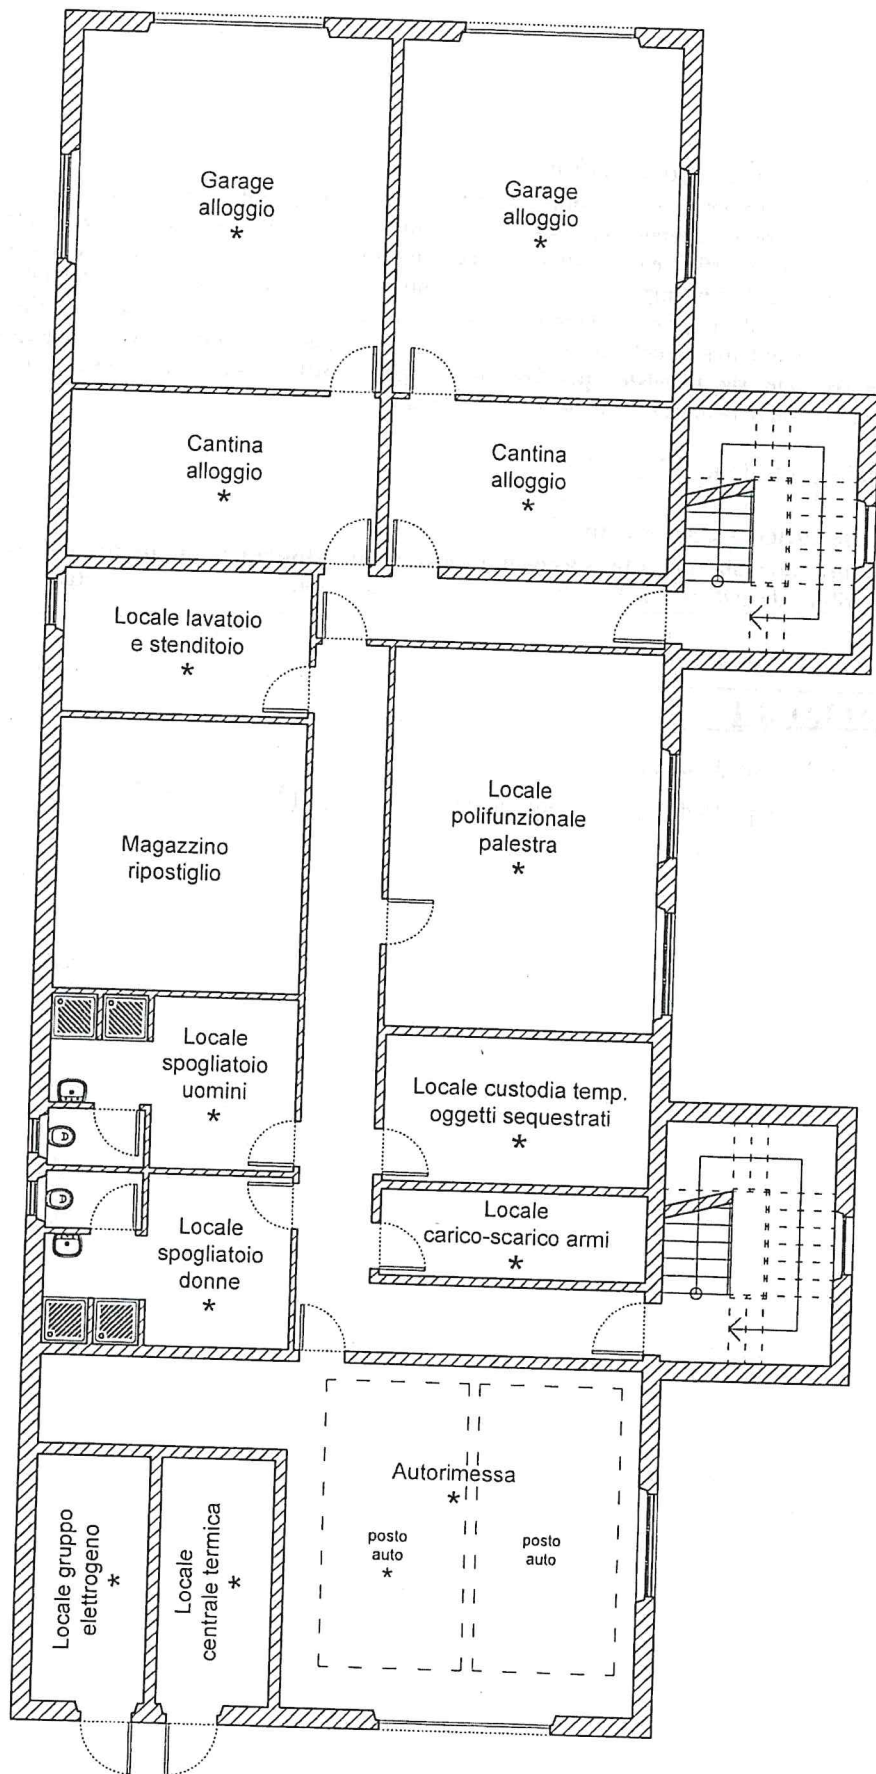 Garage
alloggio
*
Garage
alloggio
*
Cantina
alloggio
*
Cantina
alloggio
*
Locale lavatoio
e stenditoio
*
Locale
polifunzionale
palestra
*
Magazzino
ripostiglio
Locale
spogliatoio
uomini
*
Locale custodia temp.
oggetti sequestrati
*
Locale
spogliatoio
donne
*
Locale
carico-scarico armi
*
Autorimessa
*
posto
auto
*
posto
auto
Locale gruppo
elettrogeno
*
Locale
centrale termica
*